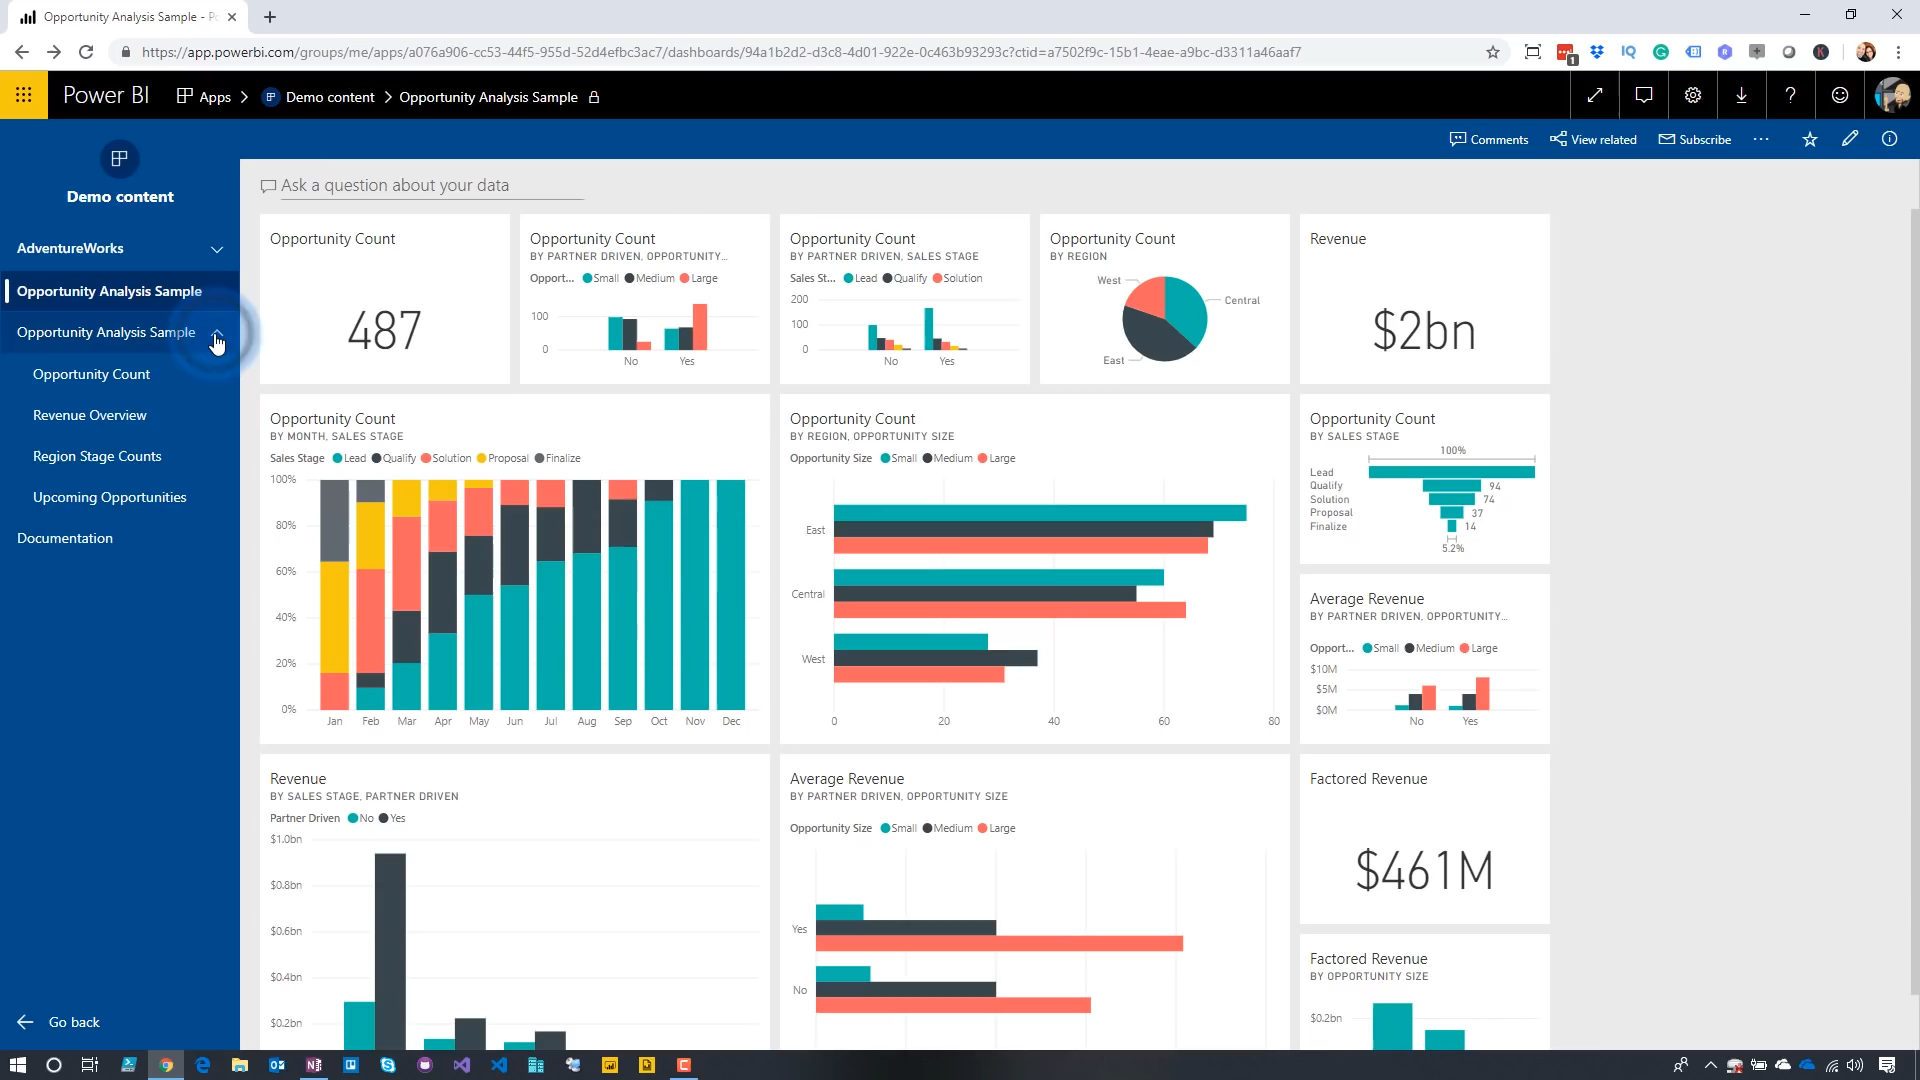 Opportunity Analysis Sample - Po
https://app.powerbi.com/groups/me/apps/a076a906-cc53-44f5-955d-52d4efbc3ac7/dashboards/94a1b2d2-d3c8-4d01-922e-0c463b93293c?ctid=a7502f9c-15b1-4eae-a9bc-d3311a46aaf7
Power BI
Apps
Demo content
Opportunity Analysis Sample
Comments
View related
Subscribe
Demo content
AdventureWorks
Opportunity Analysis Sample
Opportunity Analysis Sample
Opportunity Count
Revenue Overview
Region Stage Counts
Upcoming Opportunities
Documentation
Go back
Ask a question about your data
Opportunity Count
487
Opportunity Count
BY PARTNER DRIVEN, OPPORTUNITY...
Opport... Small Medium Large
100
0
No Yes
Opportunity Count
BY PARTNER DRIVEN, SALES STAGE
Sales St... Lead Qualify Solution
200
100
0
No Yes
Opportunity Count
BY REGION
West
Central
East
Revenue
$2bn
Opportunity Count
BY MONTH, SALES STAGE
Sales Stage Lead Qualify Solution Proposal Finalize
100%
80%
60%
40%
20%
0%
Jan Feb Mar Apr May Jun Jul Aug Sep Oct Nov Dec
Opportunity Count
BY REGION, OPPORTUNITY SIZE
Opportunity Size Small Medium Large
East
Central
West
0 20 40 60 80
Opportunity Count
BY SALES STAGE
100%
Lead
Qualify 94
Solution 74
Proposal 37
Finalize 14
5.2%
Average Revenue
BY PARTNER DRIVEN, OPPORTUNITY...
Opport... Small Medium Large
$10M
$5M
$0M
No Yes
Revenue
BY SALES STAGE, PARTNER DRIVEN
Partner Driven No Yes
$1.0bn
$0.8bn
$0.6bn
$0.4bn
$0.2bn
Average Revenue
BY PARTNER DRIVEN, OPPORTUNITY SIZE
Opportunity Size Small Medium Large
Yes
No
Factored Revenue
$461M
Factored Revenue
BY OPPORTUNITY SIZE
$0.2bn